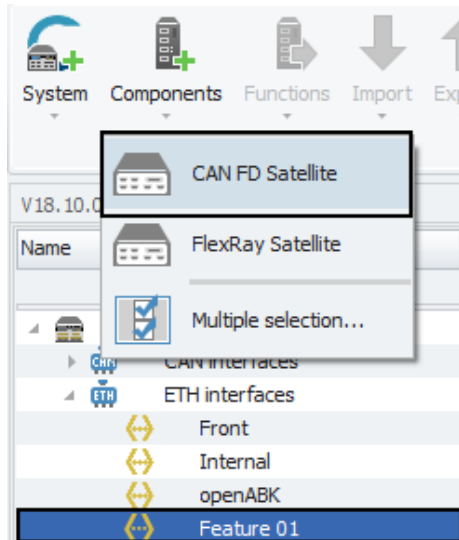 System Components Functions Import Exp
CAN FD Satellite
V18.10.0
FlexRay Satellite
Name
Multiple selection...
CAN interfaces
ETH interfaces
Front
Internal
openABK
Feature 01